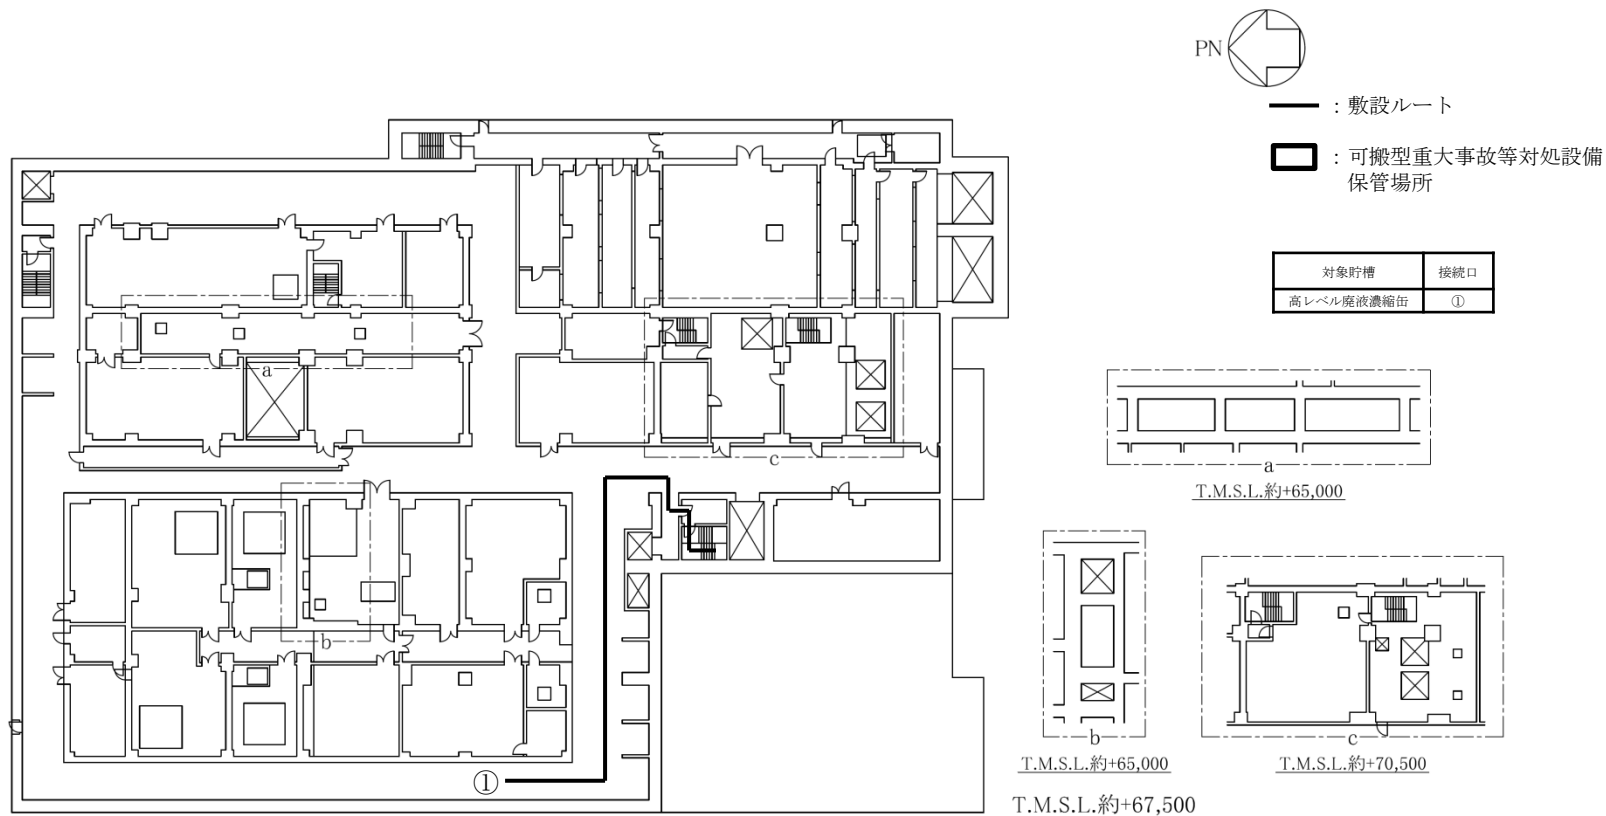 PN
：敷設ルート
：可搬型重大事故等対処設備
保管場所
対象貯槽 接続口
高レベル廃液濃縮缶 ①
a
c
a
T.M.S.L.約+65,000
b
b
T.M.S.L.約+65,000
c
T.M.S.L.約+70,500
①
T.M.S.L.約+67,500